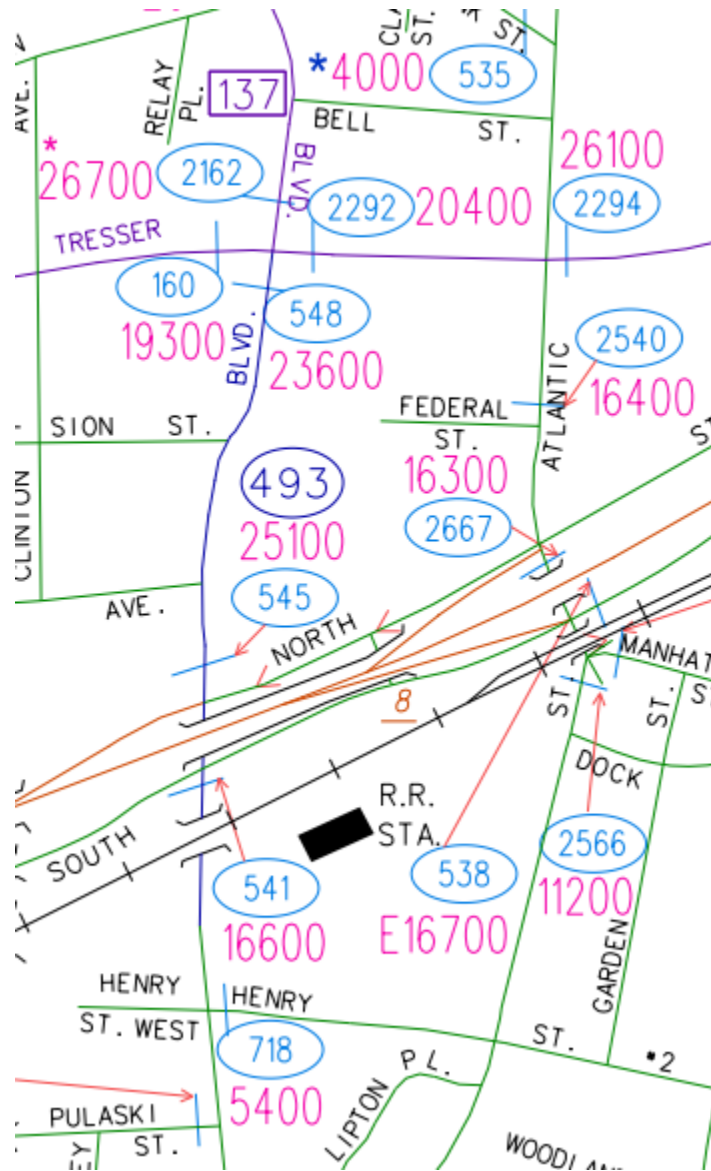 AVE.
RELAY
PL.
137
*4000
535
ST.
ST.
BELL ST.
*
26700
2162
BLVD.
2292
20400
26100
2294
TRESSER
160
19300
BLVD.
548
23600
ATLANTIC
2540
16400
FEDERAL
ST.
SION ST.
CLINTON
493
25100
16300
2667
AVE.
545
NORTH
MANHAT
ST.
ST.
8
DOCK
SOUTH
R.R.
STA.
541
16600
538
E16700
2566
11200
GARDEN
HENRY
ST. WEST
HENRY
ST.
718
5400
PL.
LIPTON
*2
PULASKI
ST.
WOODLAN